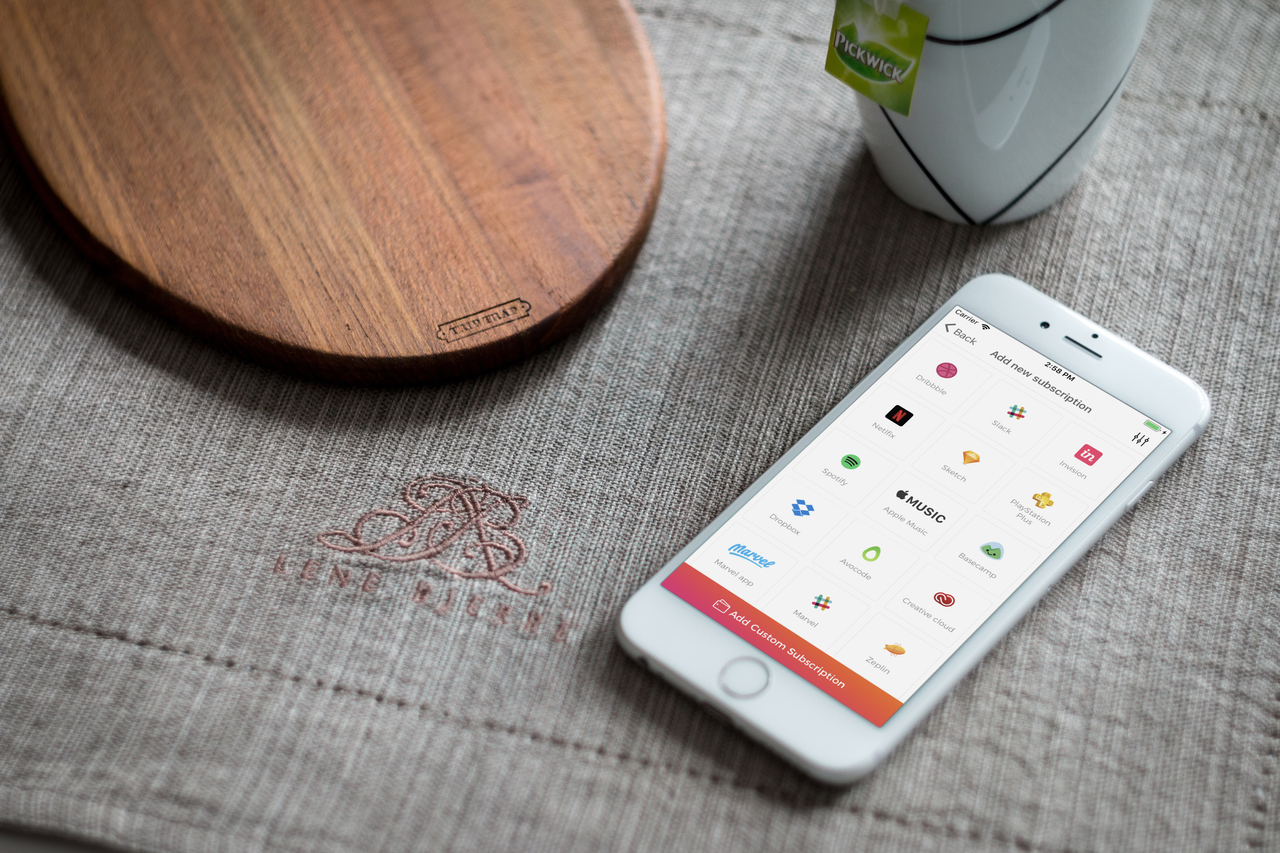 PICKWICK
Carrier
2:58 PM
Back
Add new subscription
Dribbble
Slack
Invision
Netflix
Sketch
PlayStation
Plus
Spotify
MUSIC
Apple Music
Basecamp
Dropbox
Avocode
Creative cloud
Marvel
Marvel app
Marvel
Zeplin
Add Custom Subscription